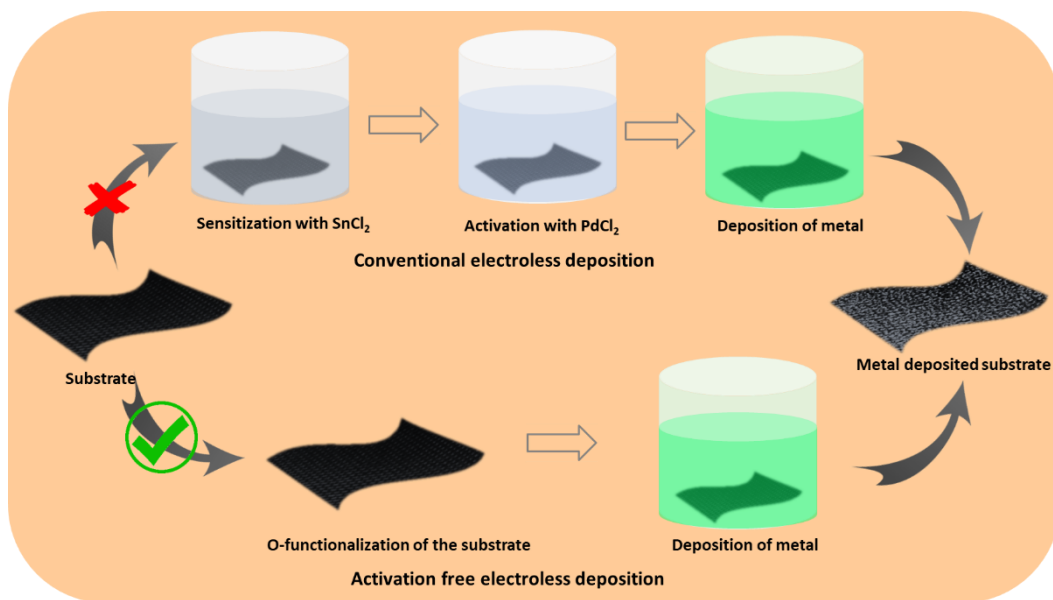 Sensitization with SnCl₂
Activation with PdCl₂
Deposition of metal
Conventional electroless deposition
Substrate
Metal deposited substrate
O-functionalization of the substrate
Deposition of metal
Activation free electroless deposition